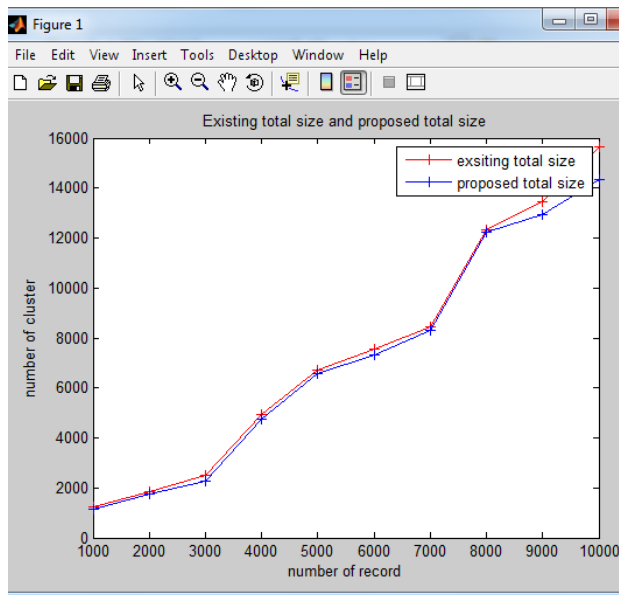 Figure 1
File Edit View Insert Tools Desktop Window Help
Existing total size and proposed total size
exsiting total size
proposed total size
16000
14000
12000
10000
8000
6000
4000
2000
0
number of cluster
1000 2000 3000 4000 5000 6000 7000 8000 9000 10000
number of record